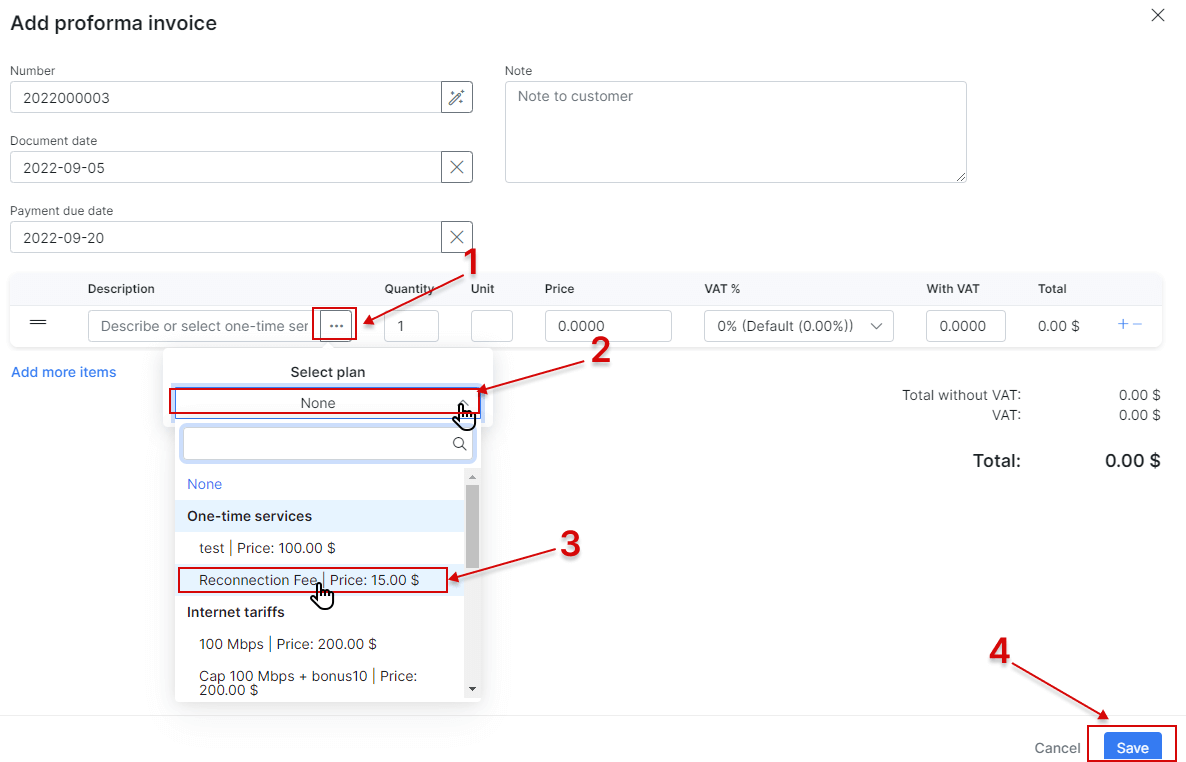 Add proforma invoice
Number
2022000003
Note
Note to customer
Document date
2022-09-05
Payment due date
2022-09-20
1
Description Quantity Unit Price VAT % With VAT Total
Describe or select one-time ser ... 1 0.0000 0% (Default (0.00%)) 0.0000 0.00 $ + −
2
Add more items
Select plan
None
Total without VAT: 0.00 $
VAT: 0.00 $
Total: 0.00 $
None
One-time services
test | Price: 100.00 $
3
Reconnection Fee | Price: 15.00 $
Internet tariffs
100 Mbps | Price: 200.00 $
Cap 100 Mbps + bonus10 | Price:
200.00 $
4
Cancel Save